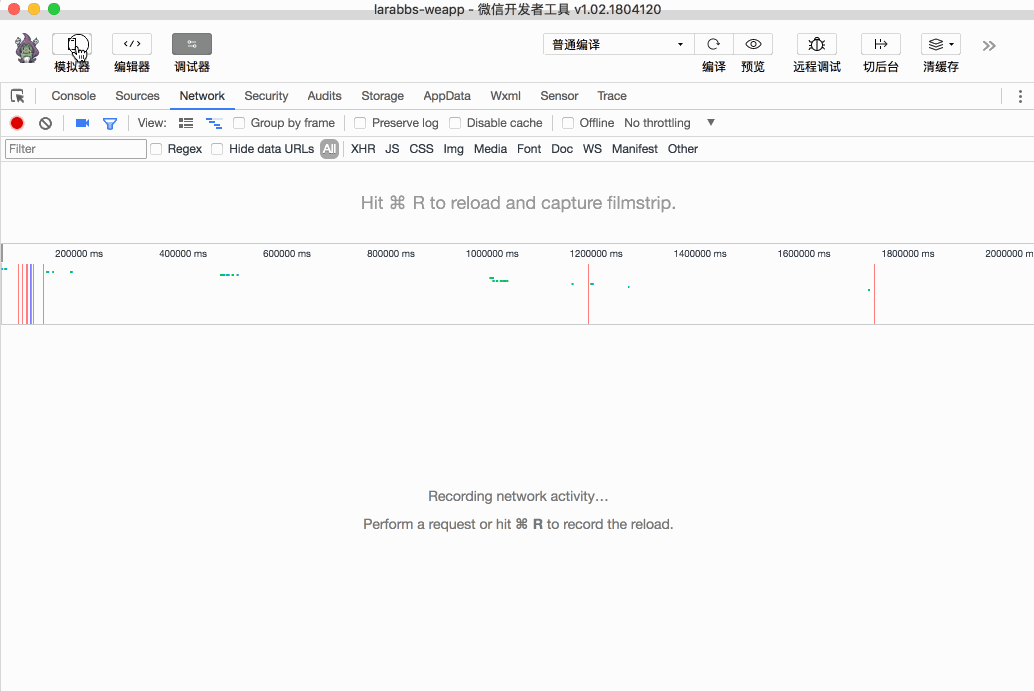 larabbs-weapp - 微信开发者工具 v1.02.1804120
普通编译
模拟器 编辑器 调试器 编译 预览 远程调试 切后台 清缓存
Console Sources Network Security Audits Storage AppData Wxml Sensor Trace
View: Group by frame Preserve log Disable cache Offline No throttling
Filter Regex Hide data URLs All XHR JS CSS Img Media Font Doc WS Manifest Other
Hit ⌘ R to reload and capture filmstrip.
200000 ms 400000 ms 600000 ms 800000 ms 1000000 ms 1200000 ms 1400000 ms 1600000 ms 1800000 ms 2000000 m
Recording network activity…
Perform a request or hit ⌘ R to record the reload.